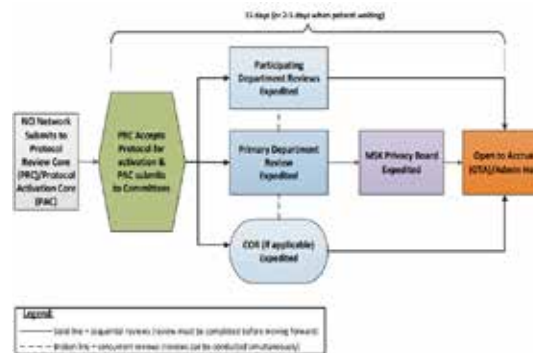 days (or 2-3 days when patient waiting)
Participating
Department Reviews
Expedited
NCI Network
Submits to
Protocol
Review Core
(PRC)/Protocol
Activation Core
(PAC)
PRC Accepts
Protocol for
activation &
PAC submits
to Committees
Primary Department
Review
Expedited
MSK Privacy Board
Expedited
Open to Accrual
(OTA)/Admin
(if applicable)
Expedited
Legend:
Solid line = sequential reviews (review must be completed before moving forward)
Broken line = concurrent reviews (reviews can be conducted simultaneously)